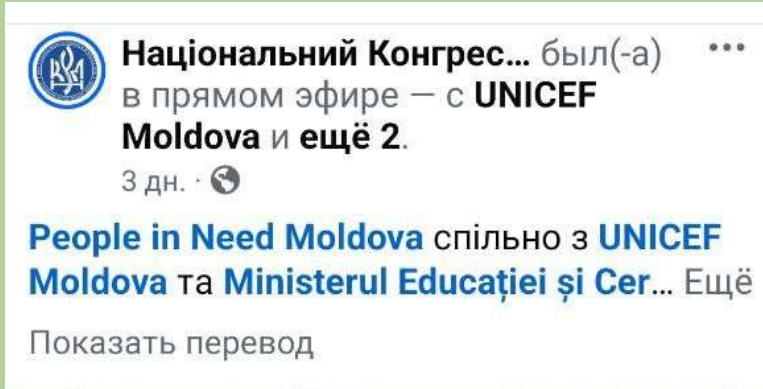 Національний Конгрес... был(-а)
в прямом эфире — с UNICEF
Moldova и ещё 2.
3 дн. ·
People in Need Moldova спільно з UNICEF
Moldova та Ministerul Educației și Cer... Ещё
Показать перевод